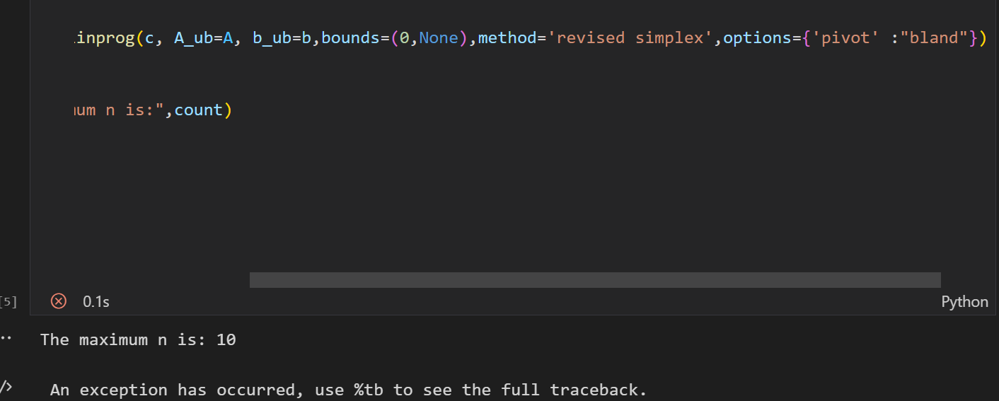 inprog(c, A_ub=A, b_ub=b,bounds=(0,None),method='revised simplex',options={'pivot' :"bland"})
um n is:",count)
[5] 0.1s Python
The maximum n is: 10
An exception has occurred, use %tb to see the full traceback.